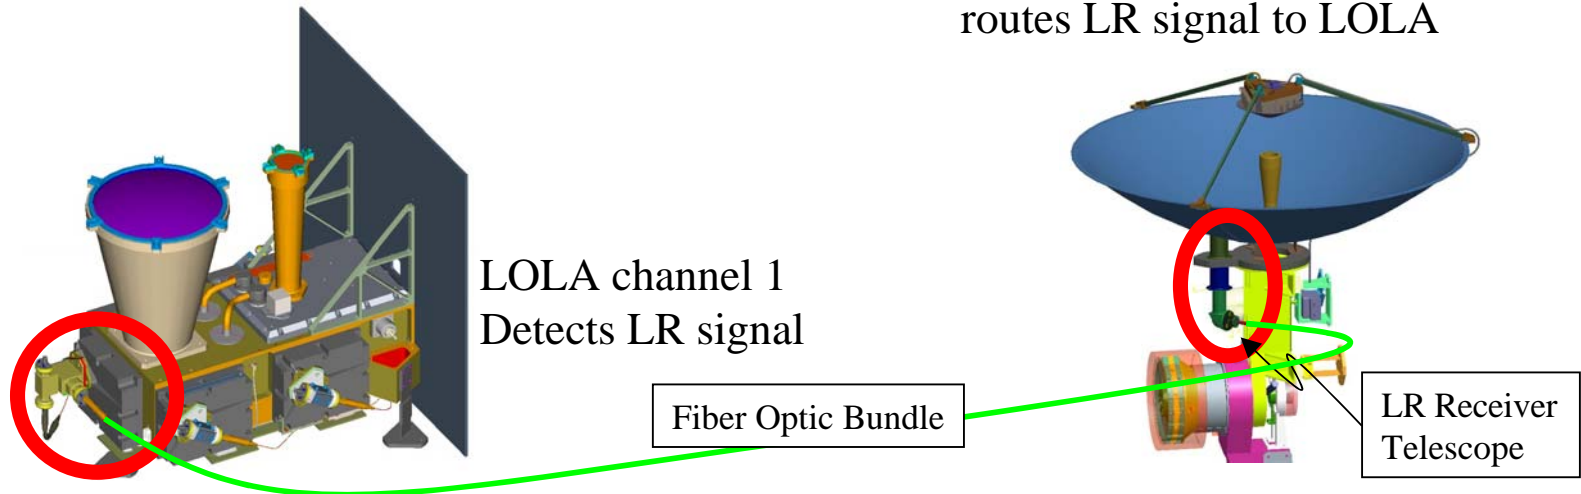 routes LR signal to LOLA
LOLA channel 1
Detects LR signal
Fiber Optic Bundle
LR Receiver
Telescope